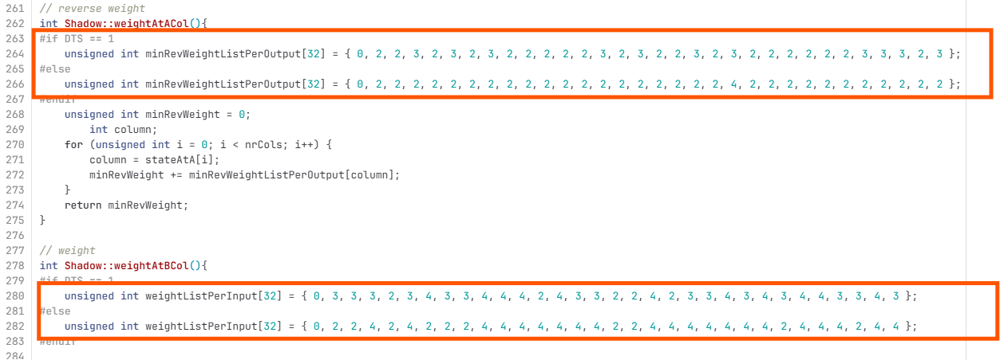 261 // reverse weight
262 int Shadow::weightAtACol(){
263 #if DTS == 1
264 unsigned int minRevWeightListPerOutput[32] = { 0, 2, 2, 3, 2, 3, 2, 3, 2, 2, 2, 2, 2, 3, 2, 3, 2, 2, 3, 2, 3, 2, 2, 2, 2, 2, 2, 3, 3, 3, 2, 3 };
265 #else
266 unsigned int minRevWeightListPerOutput[32] = { 0, 2, 2, 2, 2, 2, 2, 2, 2, 2, 2, 2, 2, 2, 2, 2, 2, 2, 2, 2, 4, 2, 2, 2, 2, 2, 2, 2, 2, 2, 2, 2 };
267 #endif
268 unsigned int minRevWeight = 0;
269 int column;
270 for (unsigned int i = 0; i < nrCols; i++) {
271 column = stateAtA[i];
272 minRevWeight += minRevWeightListPerOutput[column];
273 }
274 return minRevWeight;
275 }
276
277 // weight
278 int Shadow::weightAtBCol(){
279 #if DTS == 1
280 unsigned int weightListPerInput[32] = { 0, 3, 3, 3, 2, 3, 4, 3, 3, 4, 4, 4, 2, 4, 3, 3, 2, 2, 4, 2, 3, 3, 4, 3, 4, 3, 4, 4, 3, 3, 4, 3 };
281 #else
282 unsigned int weightListPerInput[32] = { 0, 2, 2, 4, 2, 4, 2, 2, 2, 4, 4, 4, 4, 4, 4, 4, 2, 2, 4, 4, 4, 4, 4, 4, 4, 2, 4, 4, 4, 2, 4, 4 };
283 #endif
284